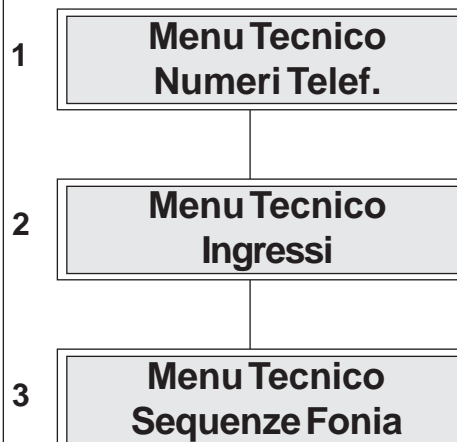 1
Menu Tecnico
Numeri Telef.
2
Menu Tecnico
Ingressi
3
Menu Tecnico
Sequenze Fonia